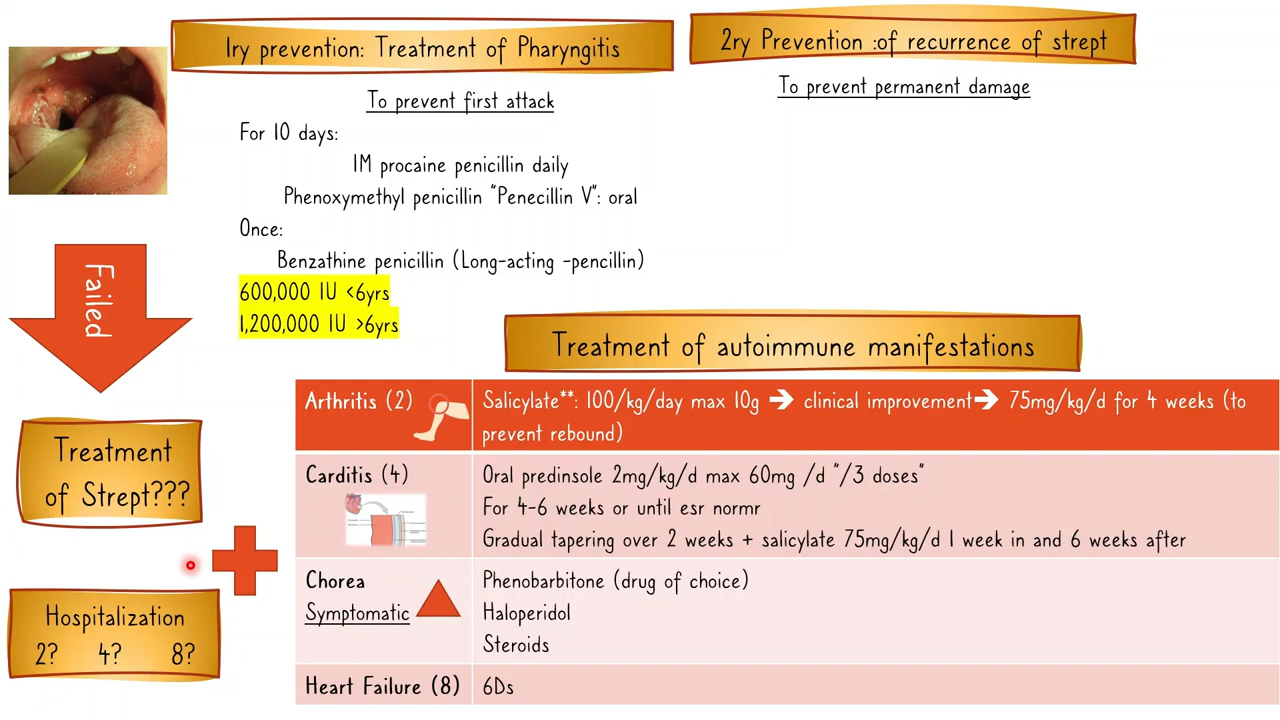 1ry prevention: Treatment of Pharyngitis
To prevent first attack
For 10 days:
IM procaine penicillin daily
Phenoxymethyl penicillin "Penecillin V": oral
Once:
Benzathine penicillin (Long-acting -pencillin)
600,000 IU <6yrs
1,200,000 IU >6yrs
2ry Prevention :of recurrence of strept
To prevent permanent damage
Failed
Treatment
of Strept???
Hospitalization
2? 4? 8?
Treatment of autoimmune manifestations
Arthritis (2)
Salicylate**: 100/kg/day max 10g ➔ clinical improvement➔ 75mg/kg/d for 4 weeks (to
prevent rebound)
Carditis (4)
Oral predinsole 2mg/kg/d max 60mg /d "/3 doses"
For 4-6 weeks or until esr normr
Gradual tapering over 2 weeks + salicylate 75mg/kg/d 1 week in and 6 weeks after
Chorea
Symptomatic
Phenobarbitone (drug of choice)
Haloperidol
Steroids
Heart Failure (8)
6Ds